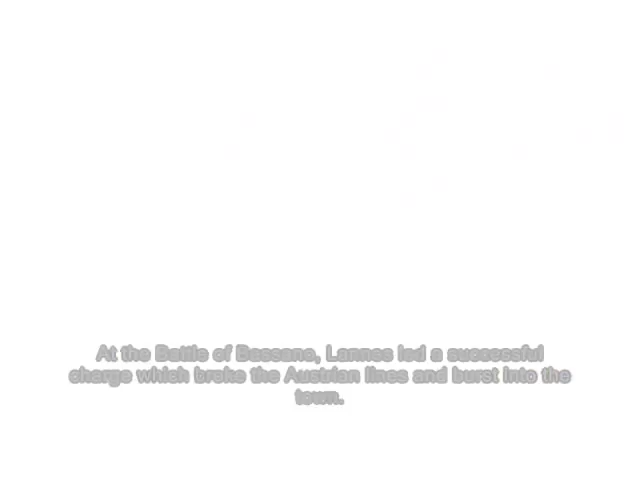 At the Battle of Bassano, Lannes led a successful
charge which broke the Austrian lines and burst into the
town.